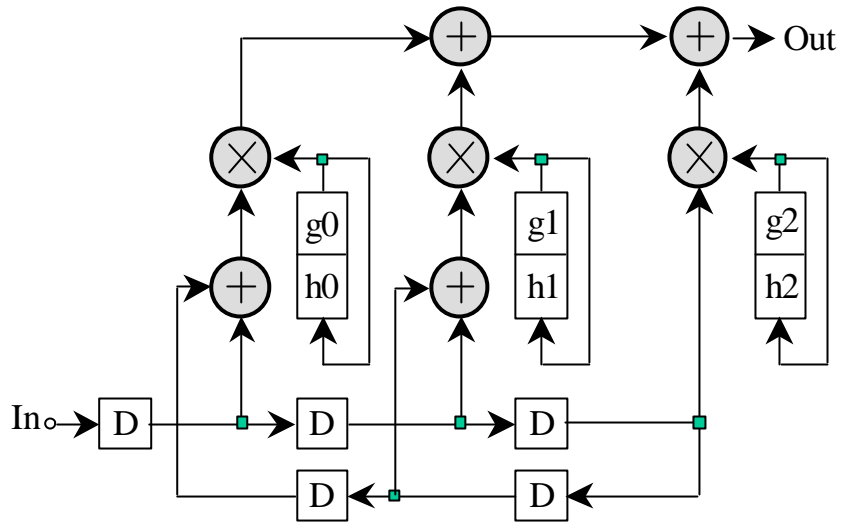 + + Out
× × ×
g0 g1 g2
h0 h1 h2
+ +
In D D D
D D